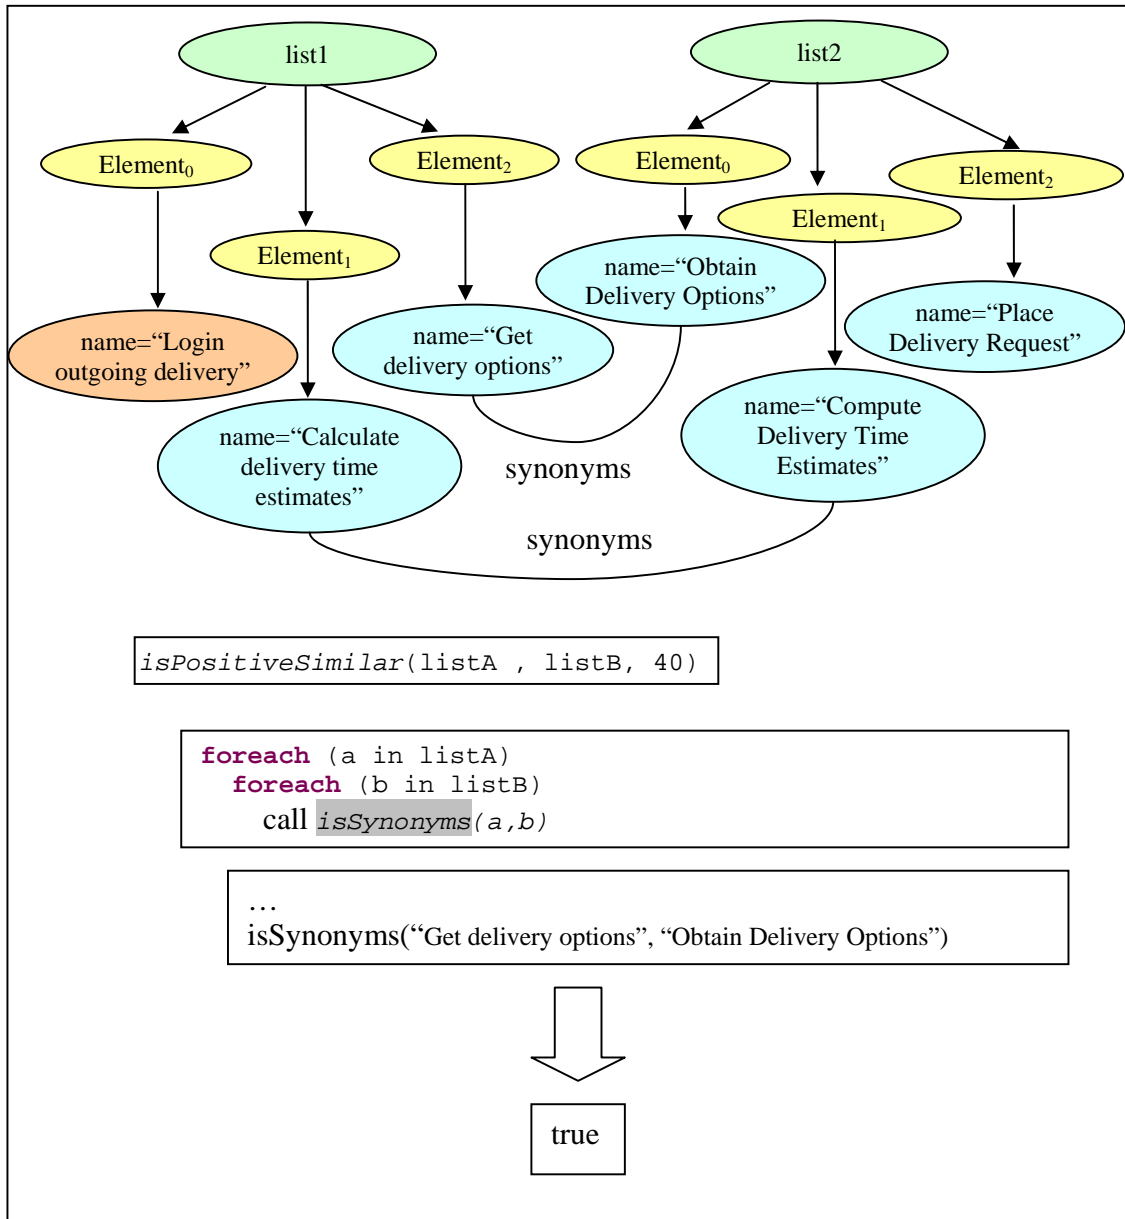 list1
list2
Element0
Element2
Element0
Element2
Element1
Element1
name="Login
outgoing delivery"
name="Get
delivery options"
name="Obtain
Delivery Options"
name="Place
Delivery Request"
name="Calculate
delivery time
estimates"
name="Compute
Delivery Time
Estimates"
synonyms
synonyms
isPositiveSimilar(listA , listB, 40)
foreach (a in listA)
foreach (b in listB)
call isSynonyms(a,b)
…
isSynonyms(“Get delivery options”, “Obtain Delivery Options”)
true